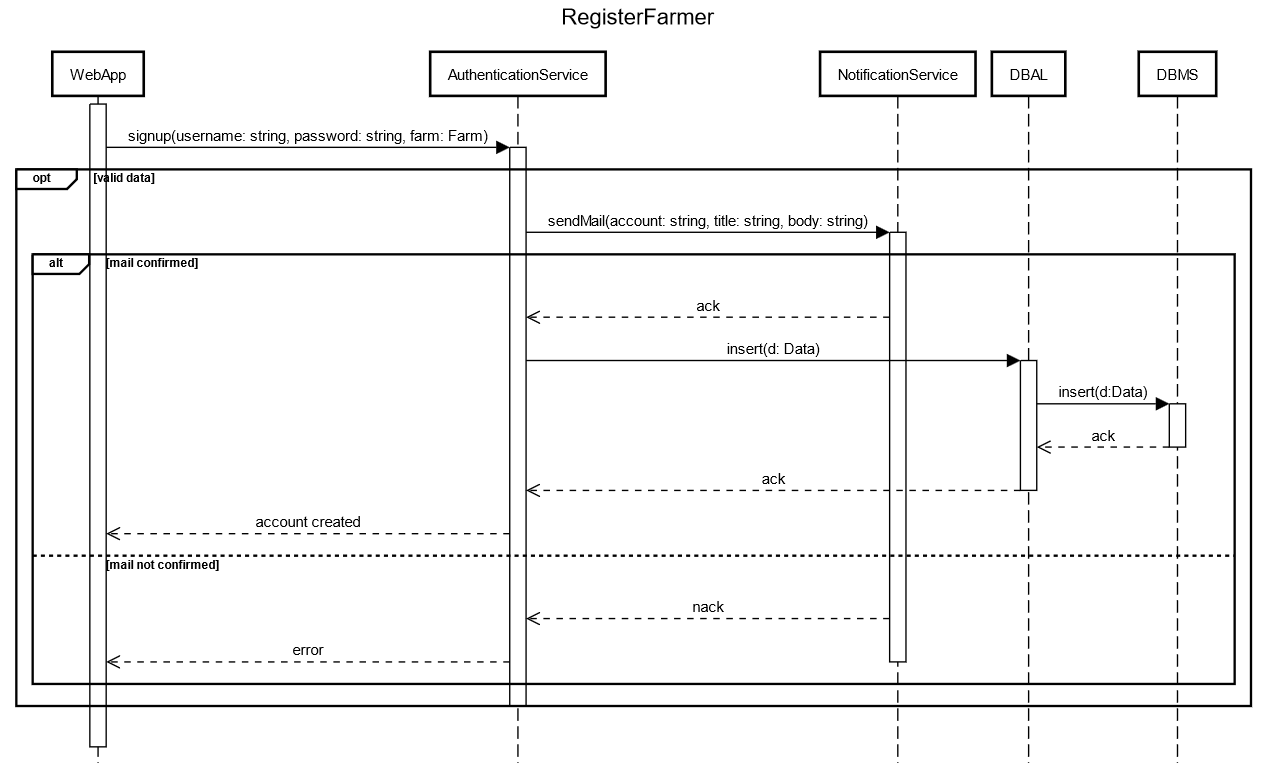 RegisterFarmer
WebApp
AuthenticationService
NotificationService
DBAL
DBMS
signup(username: string, password: string, farm: Farm)
opt
[valid data]
sendMail(account: string, title: string, body: string)
alt
[mail confirmed]
ack
insert(d: Data)
insert(d:Data)
ack
ack
account created
[mail not confirmed]
nack
error